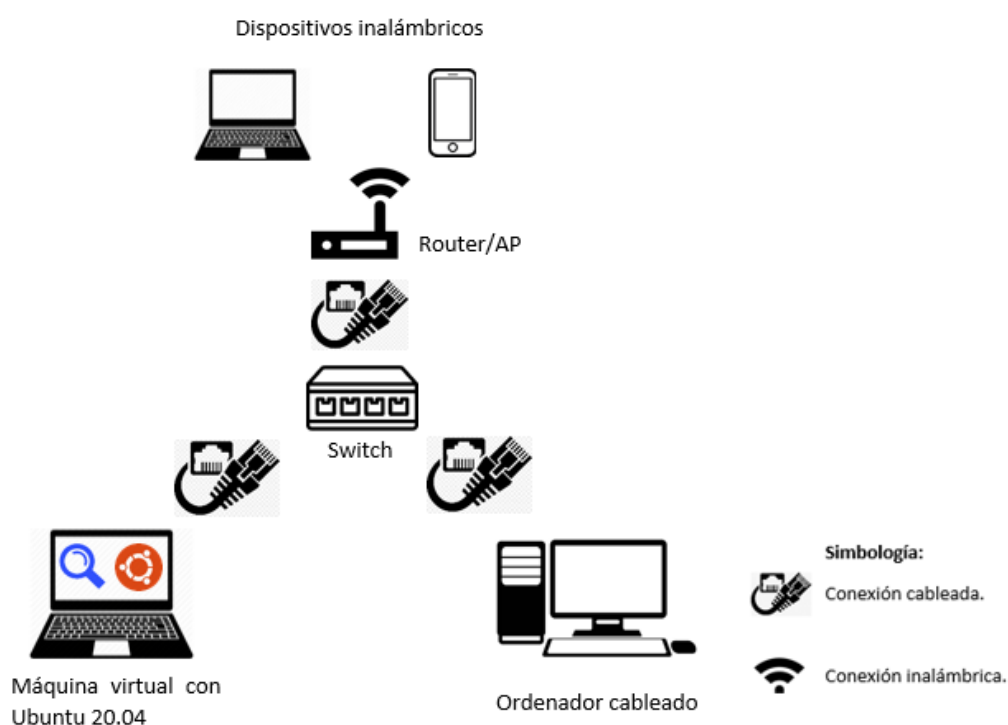 Dispositivos inalámbricos
Router/AP
Switch
Máquina virtual con
Ubuntu 20.04
Ordenador cableado
Simbología:
Conexión cableada.
Conexión inalámbrica.